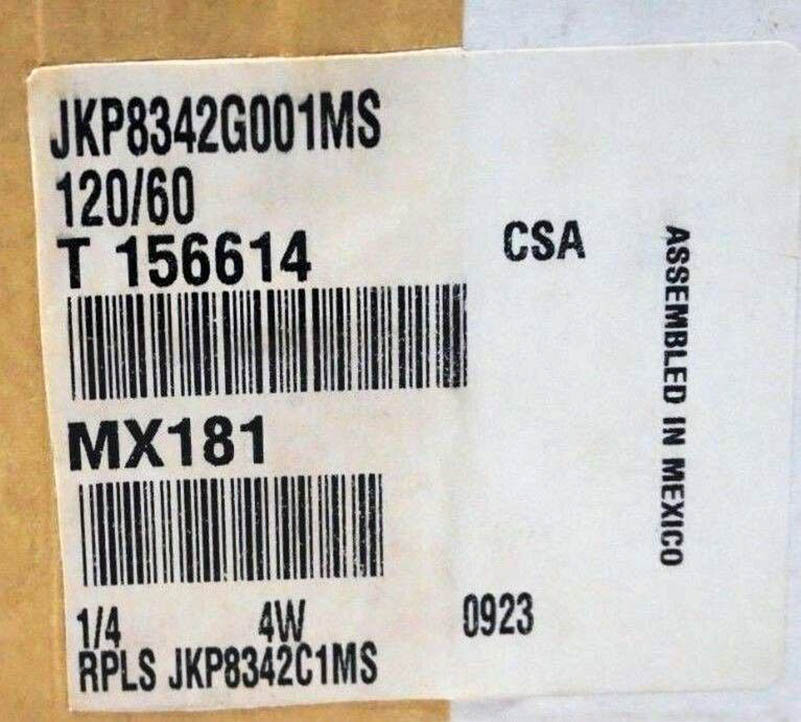 JKP8342G001MS
120/60
T 156614
CSA
ASSEMBLED IN MEXICO
MX181
1/4 4W 0923
RPLS JKP8342C1MS